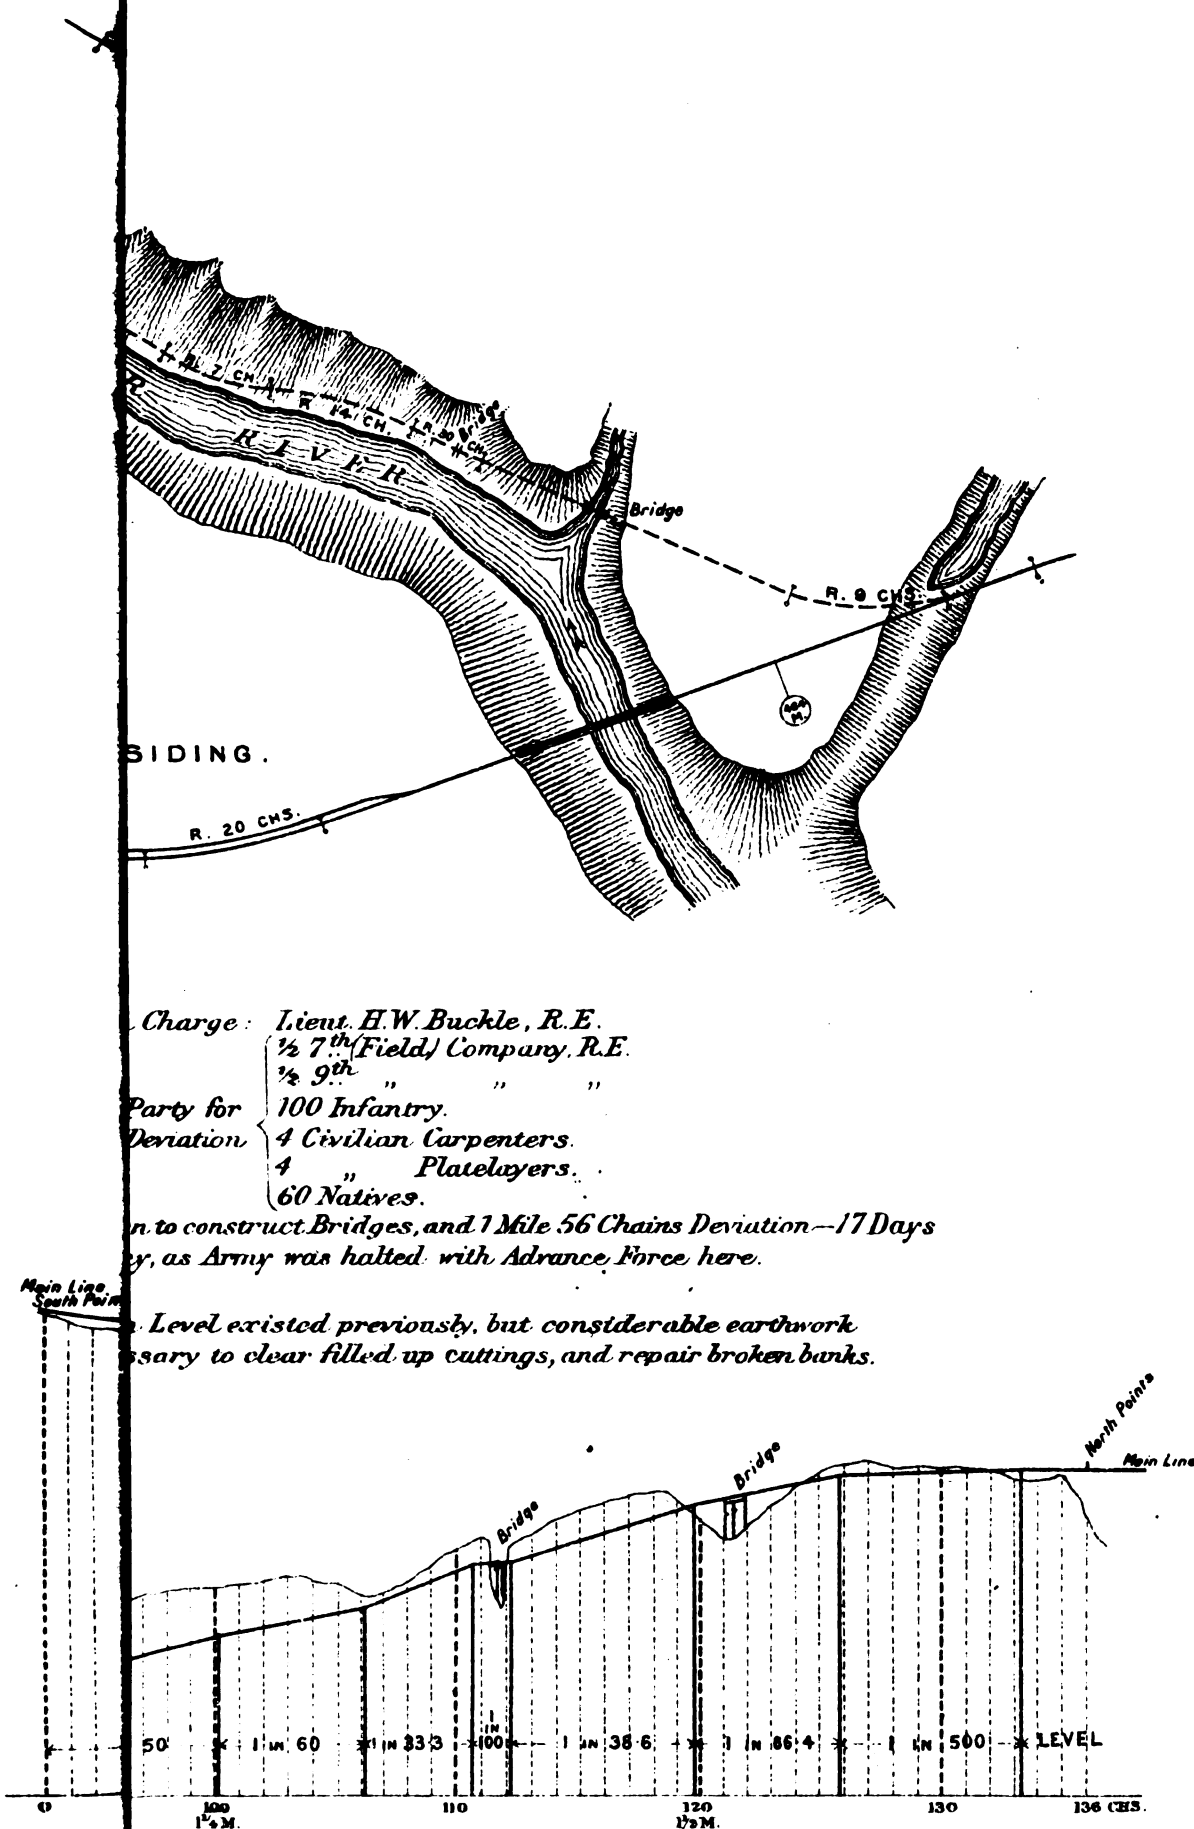 R. 7 CH.
R 14 CH.
R. 30 CH.
Bridge
R RIVER
Bridge
R. 9 CHS.
464 M.
SIDING.
R. 20 CHS.
Charge: Lieut. H.W. Buckle, R.E.
½ 7th (Field) Company. R.E.
½ 9th „ „ „
Party for 100 Infantry.
Deviation 4 Civilian Carpenters.
4 „ Platelayers.
60 Natives.
n to construct Bridges, and 1 Mile 56 Chains Deviation—17 Days
y, as Army was halted with Advance Force here.
Main Line
South Poin
Level existed previously, but considerable earthwork
ssary to clear filled up cuttings, and repair broken banks.
North Points
Main Line
Bridge
Bridge
50 1 IN 60 1 IN 33.3 1 IN 100 1 IN 38.6 1 IN 86.4 1 IN 500 LEVEL
0 100 110 120 130 136 CHS.
1¼ M. 1½ M.